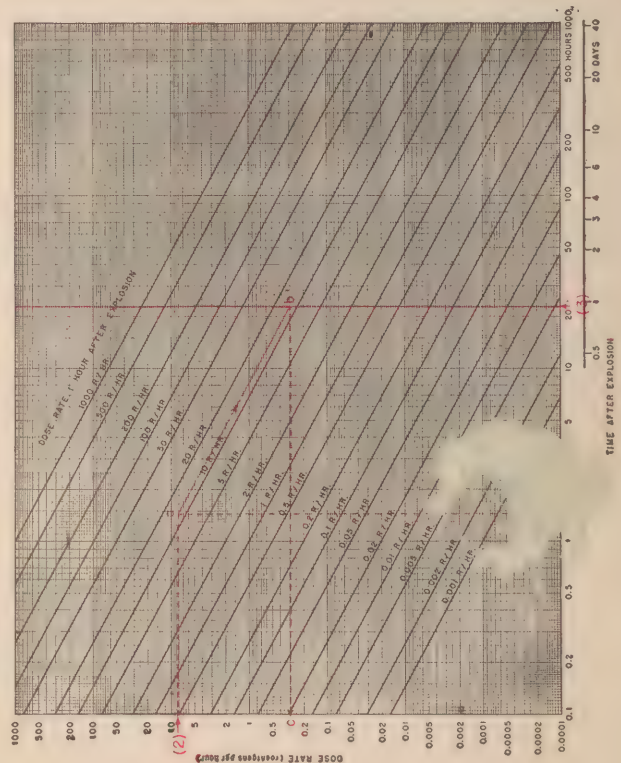 DOSE RATE 1 HOUR AFTER EXPLOSION
1000 R/HR.
500 R/HR.
200 R/HR.
100 R/HR.
50 R/HR.
20 R/HR.
10 R/HR.
5 R/HR.
2 R/HR.
1 R/HR.
0.5 R/HR.
0.2 R/HR.
0.1 R/HR.
0.05 R/HR.
0.02 R/HR.
0.01 R/HR.
0.005 R/HR.
0.002 R/HR.
0.001 R/HR.
b
C
(2)
(3)
1000
500
200
100
50
20
10
5
2
1
0.5
0.2
0.1
0.05
0.02
0.01
0.005
0.002
0.001
0.0005
0.0002
0.0001
DOSE RATE (roentgens per hour)
0.1
0.2
0.5
5
10
20
50
100
200
500 HOURS 1000
0.5
1
2
3
4
6
10
20 DAYS
40
TIME AFTER EXPLOSION